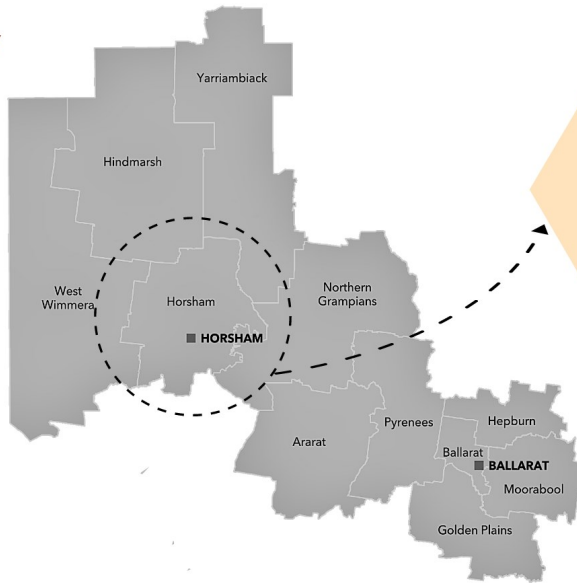 Yarriambiack
Hindmarsh
West
Wimmera
Horsham
HORSHAM
Northern
Grampians
Ararat
Pyrenees
Hepburn
Ballarat
BALLARAT
Moorabool
Golden Plains